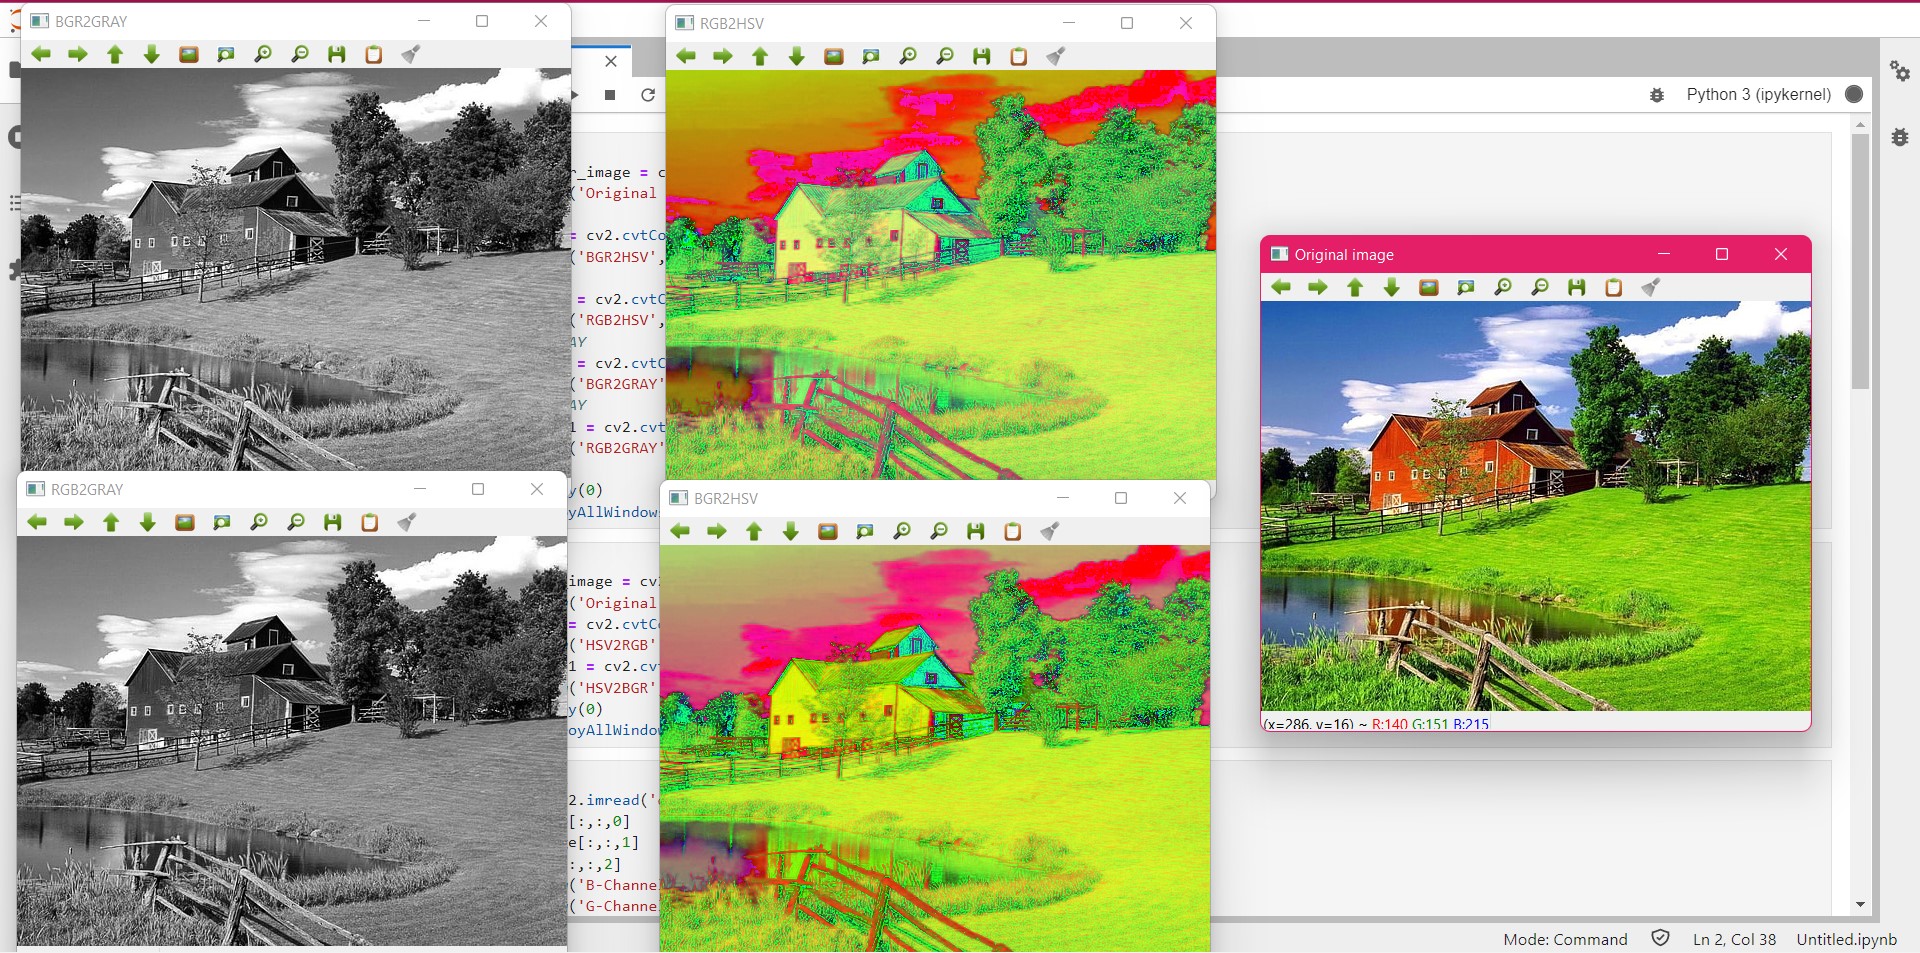 BGR2GRAY
RGB2HSV
Python 3 (ipykernel)
r_image = c
('Original
= cv2.cvtCo
('BGR2HSV',
= cv2.cvtC
('RGB2HSV',
AY
= cv2.cvtC
('BGR2GRAY'
AY
1 = cv2.cvt
('RGB2GRAY'
y(0)
oyAllWindow
Original image
(x=286, y=16) ~ R:140 G:151 B:215
RGB2GRAY
BGR2HSV
image = cv
('Original
= cv2.cvtCo
('HSV2RGB'
1 = cv2.cv
('HSV2BGR'
y(0)
oyAllWindo
2.imread('
[:,:,0]
e[:,:,1]
:,:,2]
('B-Channe
('G-Channe
Mode: Command
Ln 2, Col 38
Untitled.ipynb